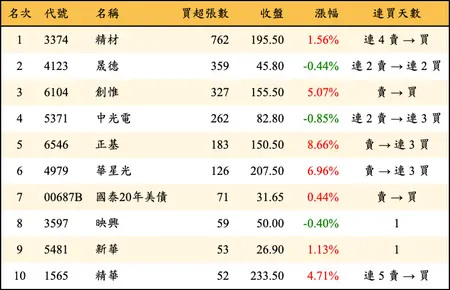 名次 代號 名稱 買超張數 收盤 漲幅 連買天數
1 3374 精材 762 195.50 1.56% 連 4 賣 → 買
2 4123 晟德 359 45.80 -0.44% 連 2 賣 → 連 2 買
3 6104 創惟 327 155.50 5.07% 賣 → 買
4 5371 中光電 262 82.80 -0.85% 連 2 賣 → 連 3 買
5 6546 正基 183 150.50 8.66% 賣 → 連 3 買
6 4979 華星光 126 207.50 6.96% 賣 → 連 3 買
7 00687B 國泰20年美債 71 31.65 0.44% 賣 → 買
8 3597 映興 59 50.00 -0.40% 1
9 5481 新華 53 26.90 1.13% 1
10 1565 精華 52 233.50 4.71% 連 5 賣 → 買